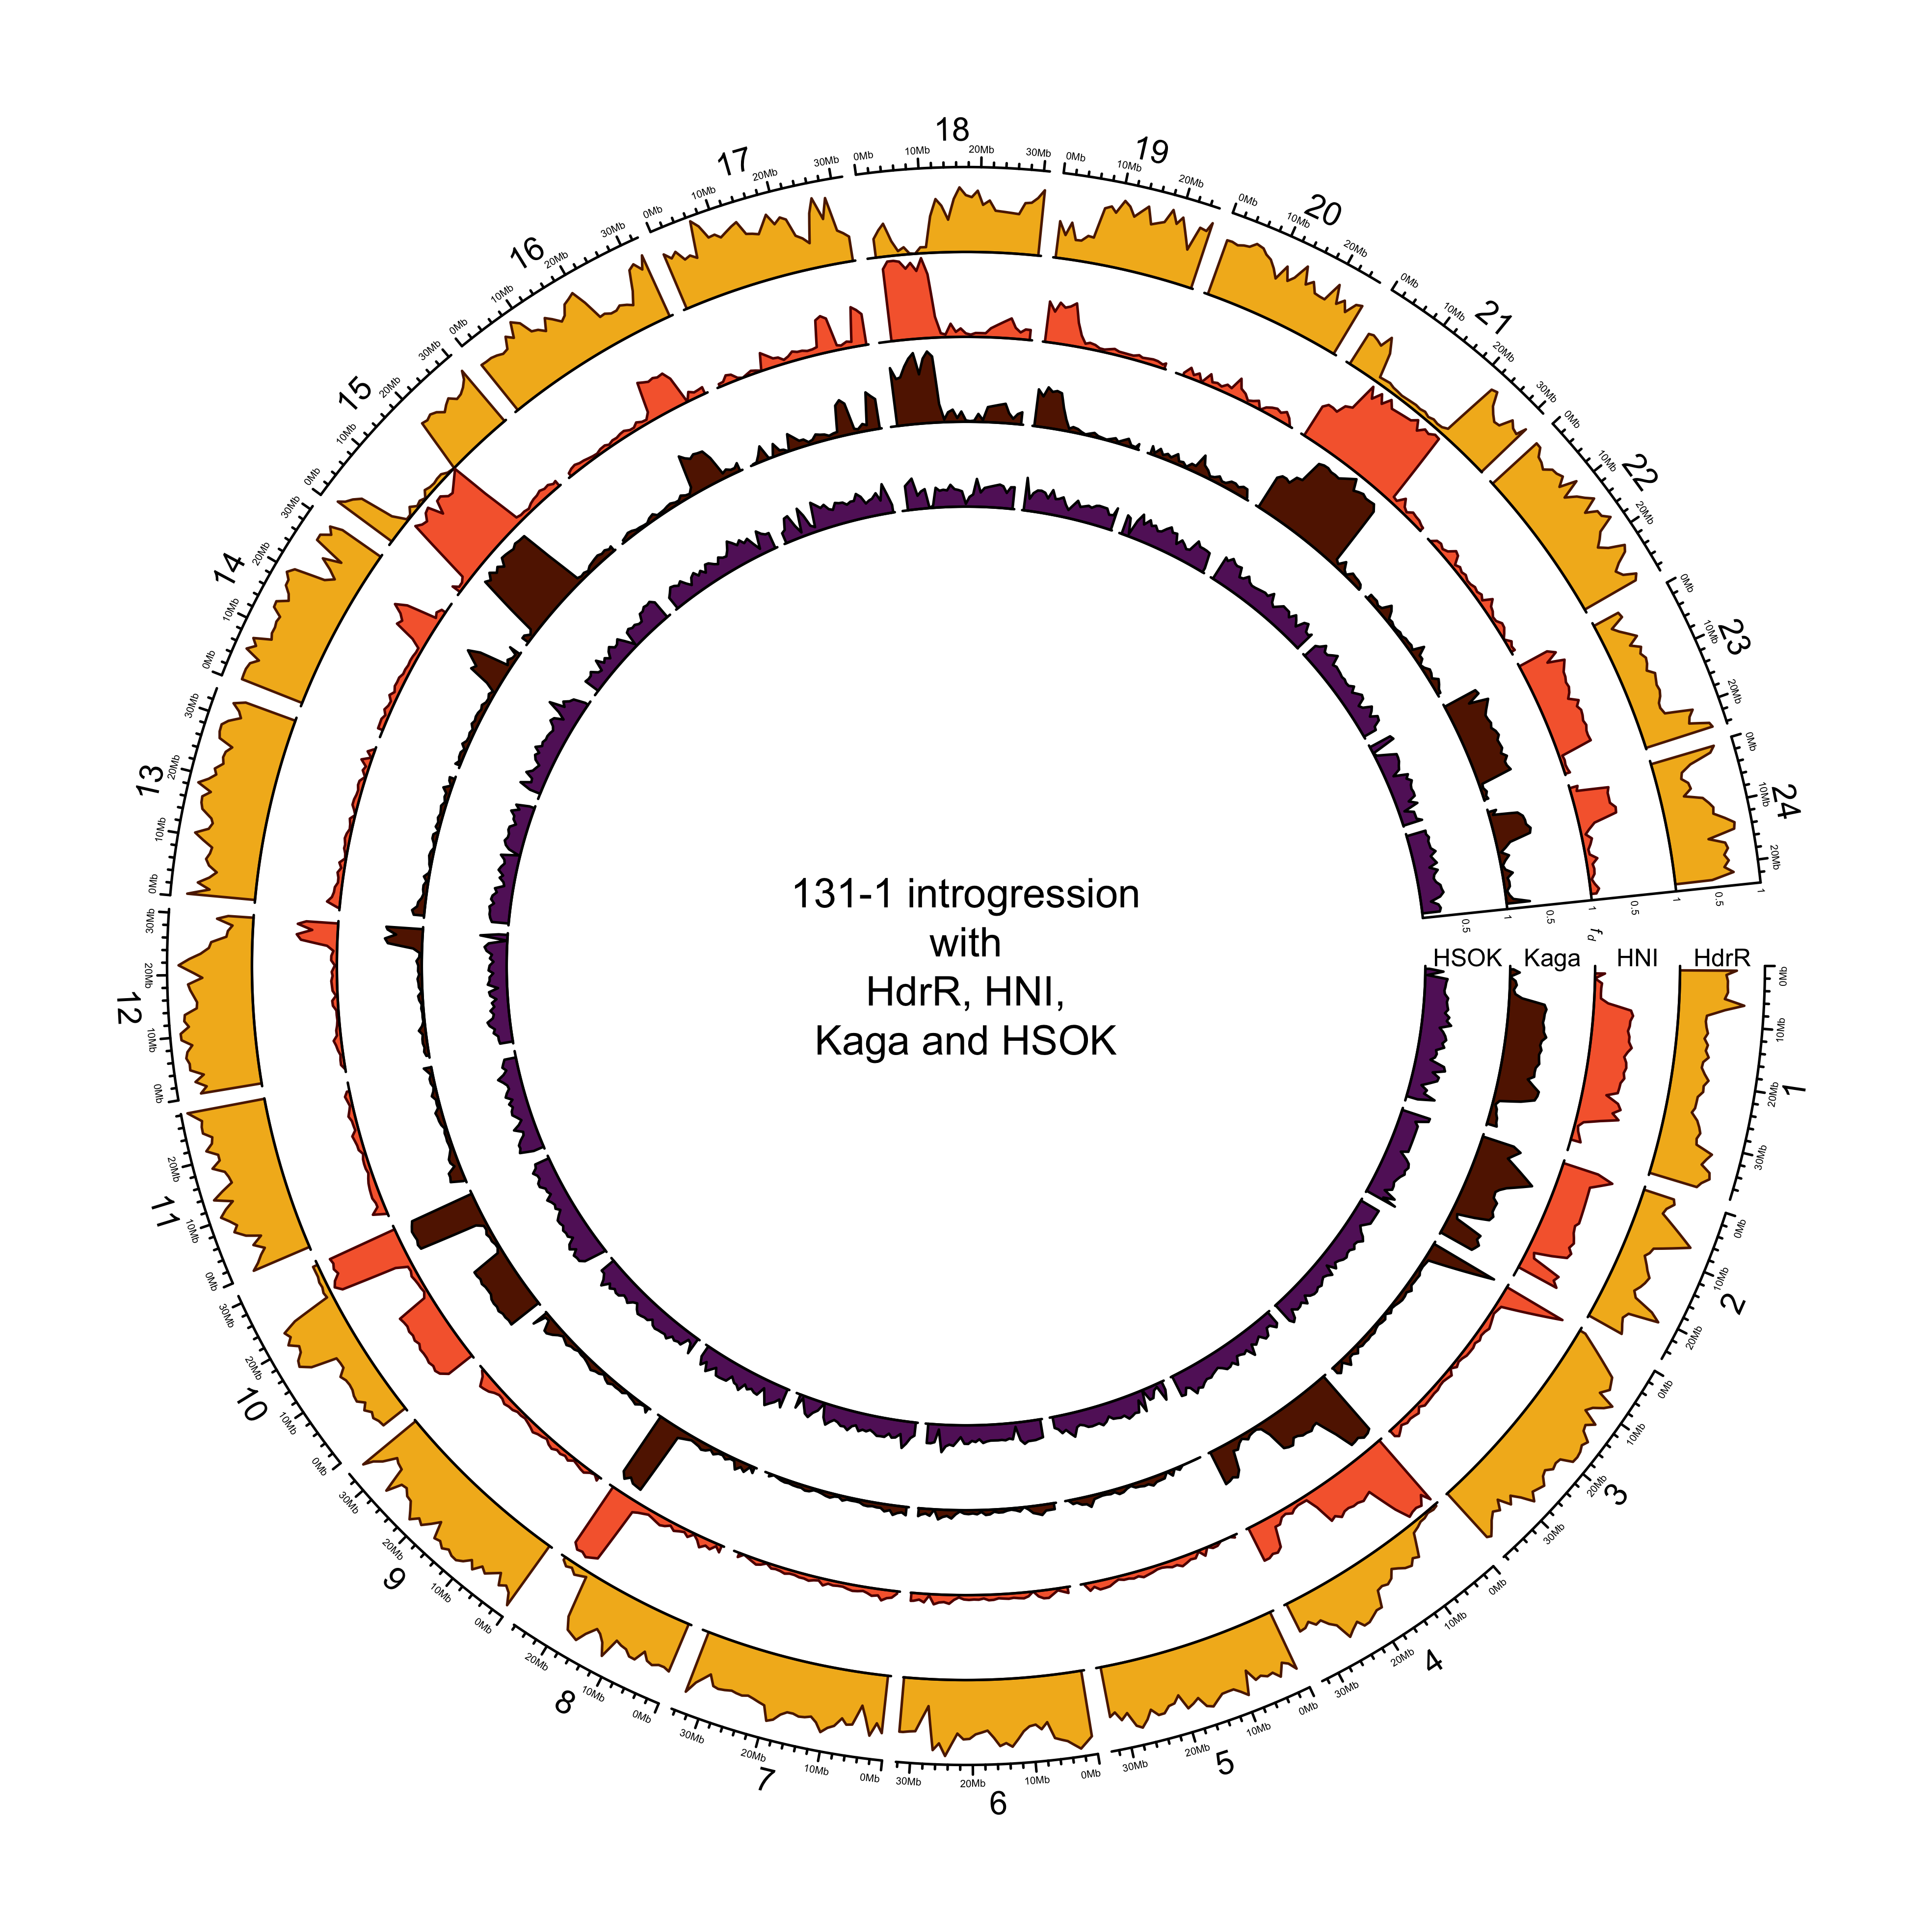 131-1 introgression
with
HdrR, HNI,
Kaga and HSOK
HSOK Kaga HNI HdrR
0.5 1 0.5 1 0.5 1 0.5 1
fd
1
0Mb 10Mb 20Mb 30Mb
2
0Mb 10Mb 20Mb
3
0Mb 10Mb 20Mb 30Mb
4
0Mb 10Mb 20Mb 30Mb
5
0Mb 10Mb 20Mb 30Mb
6
0Mb 10Mb 20Mb 30Mb
7
0Mb 10Mb 20Mb 30Mb
8
0Mb 10Mb 20Mb
9
0Mb 10Mb 20Mb 30Mb
10
0Mb 10Mb 20Mb 30Mb
11
0Mb 10Mb 20Mb
12
0Mb 10Mb 20Mb 30Mb
13
0Mb 10Mb 20Mb 30Mb
14
0Mb 10Mb 20Mb 30Mb
15
0Mb 10Mb 20Mb 30Mb
16
0Mb 10Mb 20Mb 30Mb
17
0Mb 10Mb 20Mb 30Mb
18
0Mb 10Mb 20Mb 30Mb
19
0Mb 10Mb 20Mb
20
0Mb 10Mb 20Mb
21
0Mb 10Mb 20Mb 30Mb
22
0Mb 10Mb 20Mb
23
0Mb 10Mb 20Mb
24
0Mb 10Mb 20Mb